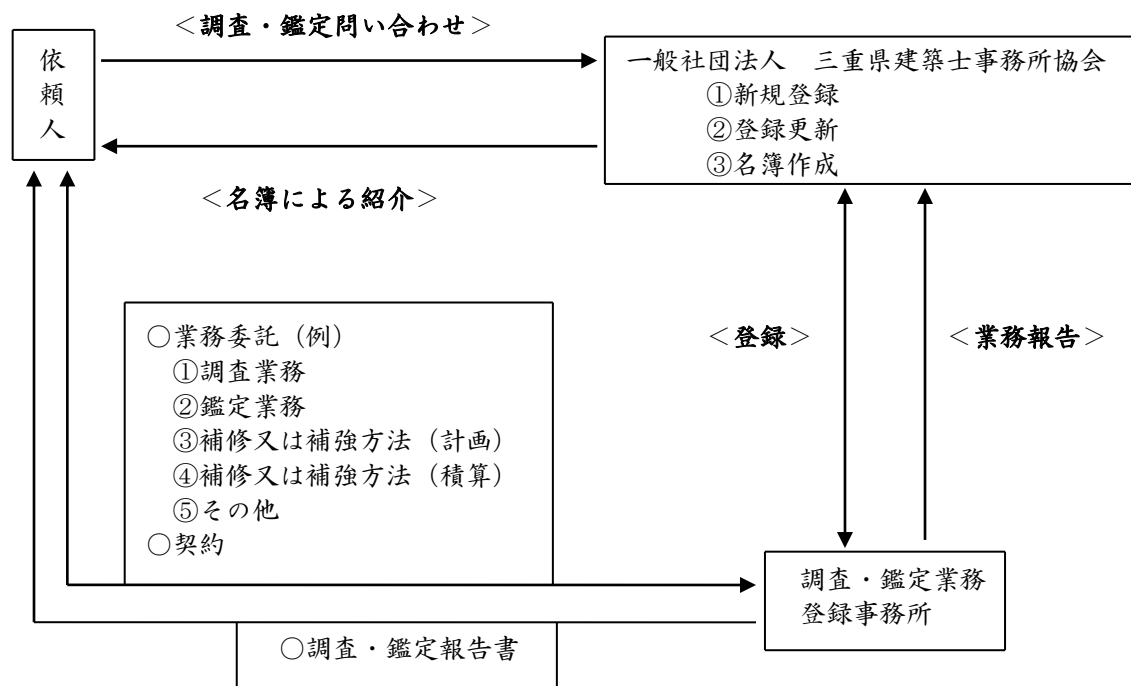 <調査・鑑定問い合わせ>
依頼人
一般社団法人　三重県建築士事務所協会
①新規登録
②登録更新
③名簿作成
<名簿による紹介>
○業務委託（例）
①調査業務
②鑑定業務
③補修又は補強方法（計画）
④補修又は補強方法（積算）
⑤その他
○契約
<登録>
<業務報告>
調査・鑑定業務
登録事務所
○調査・鑑定報告書